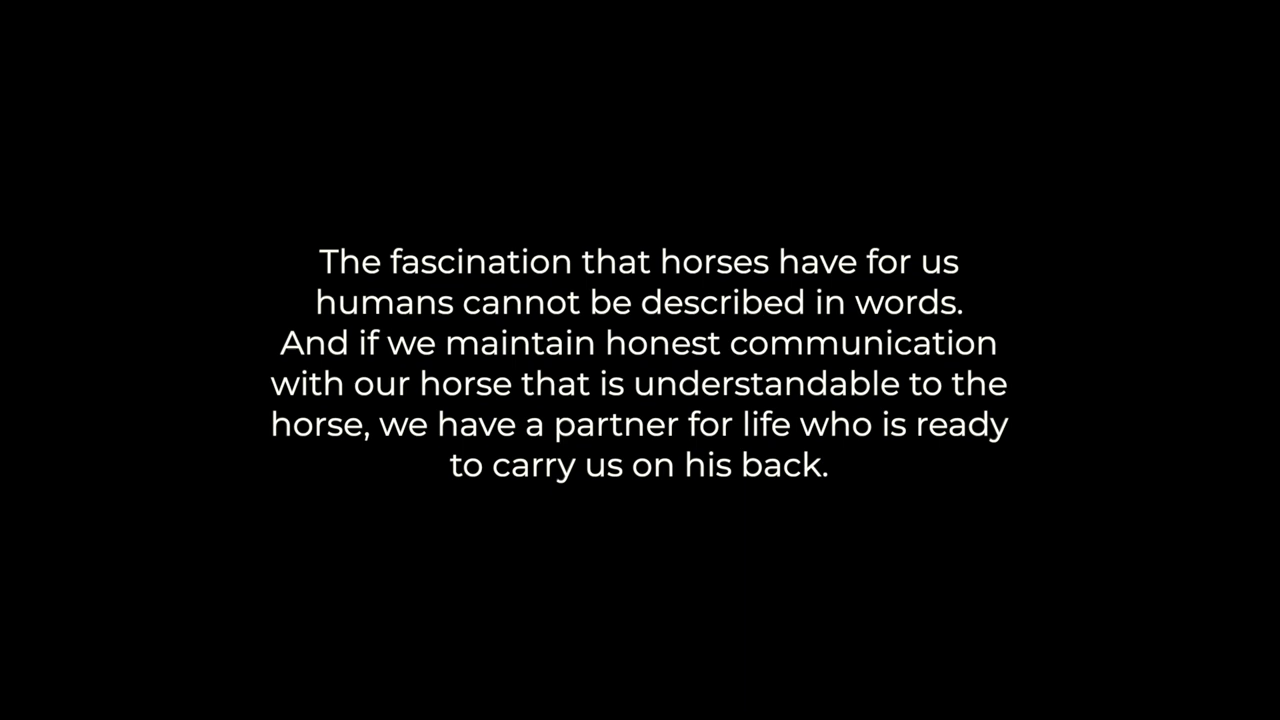 The fascination that horses have for us
humans cannot be described in words.
And if we maintain honest communication
with our horse that is understandable to the
horse, we have a partner for life who is ready
to carry us on his back.